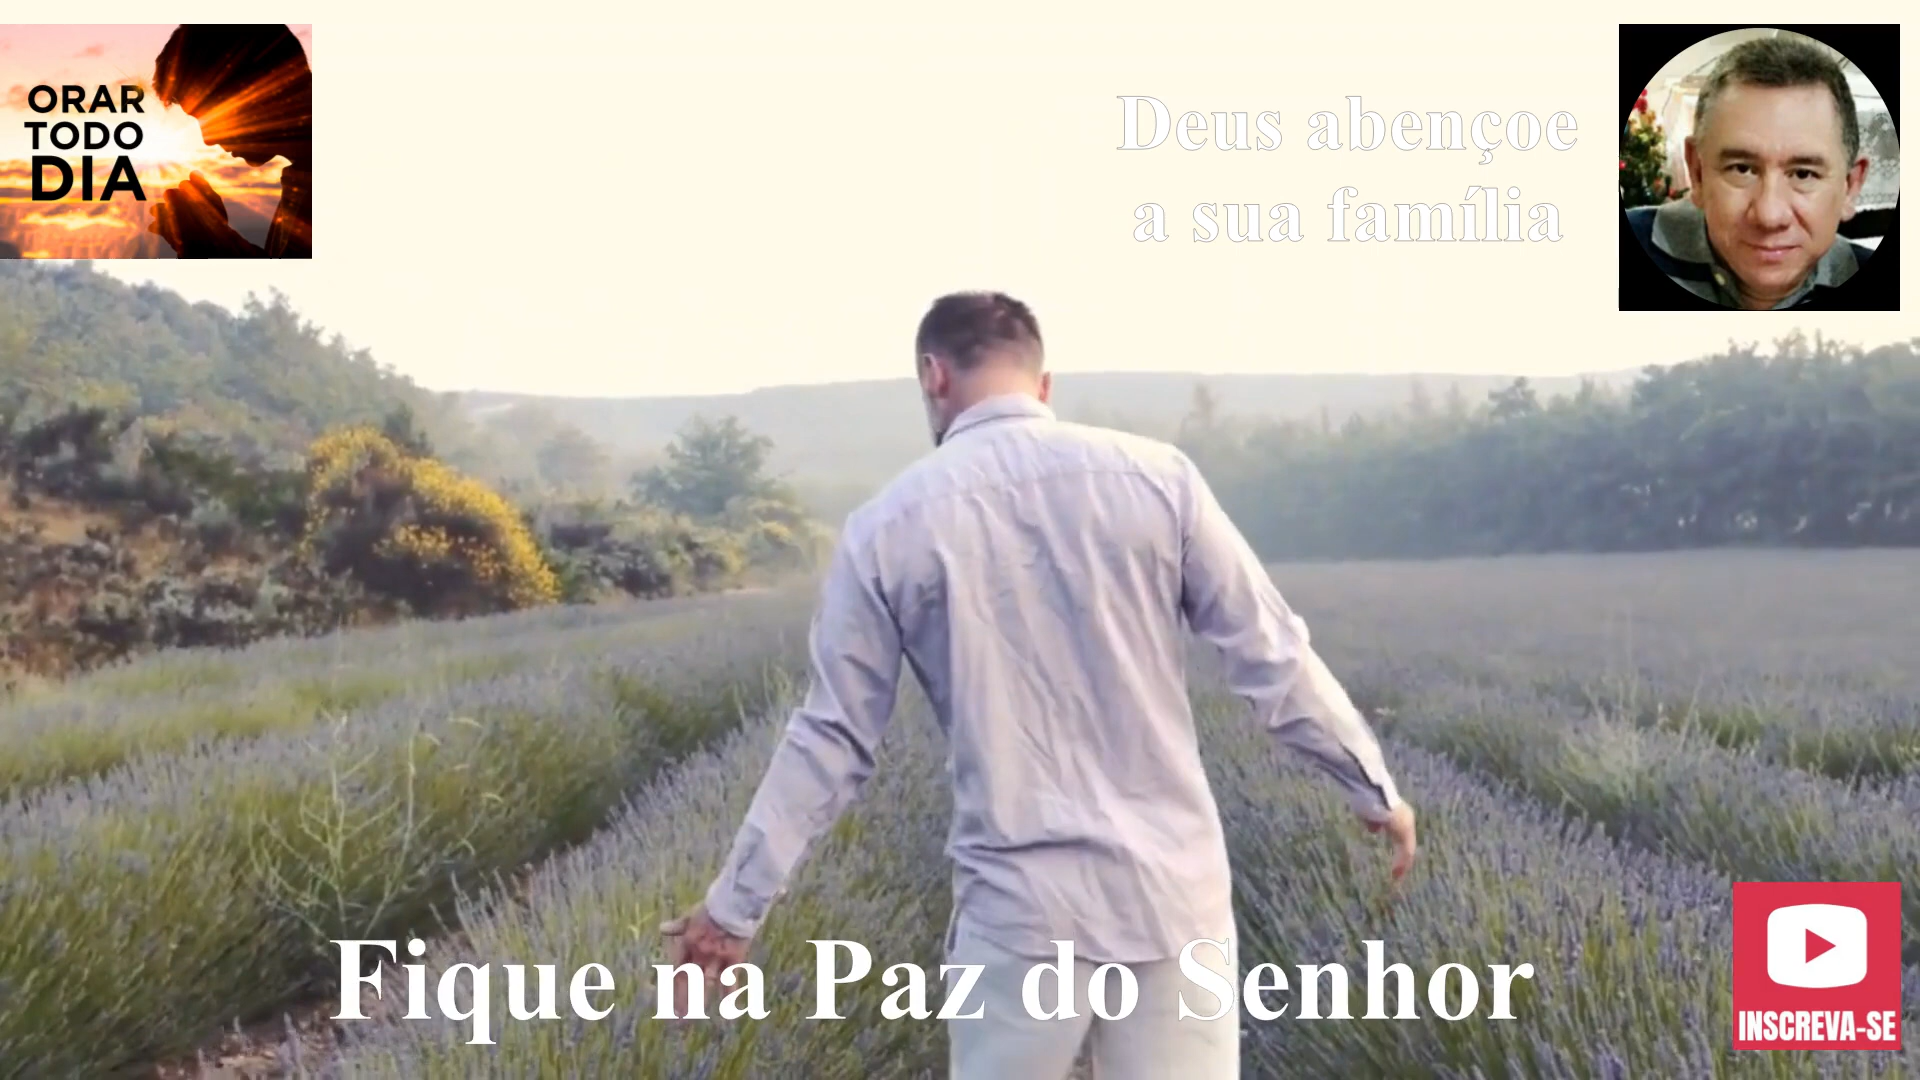 ORAR
TODO
DIA
Deus abençoe
a sua família
Fique na Paz do Senhor
INSCREVA-SE